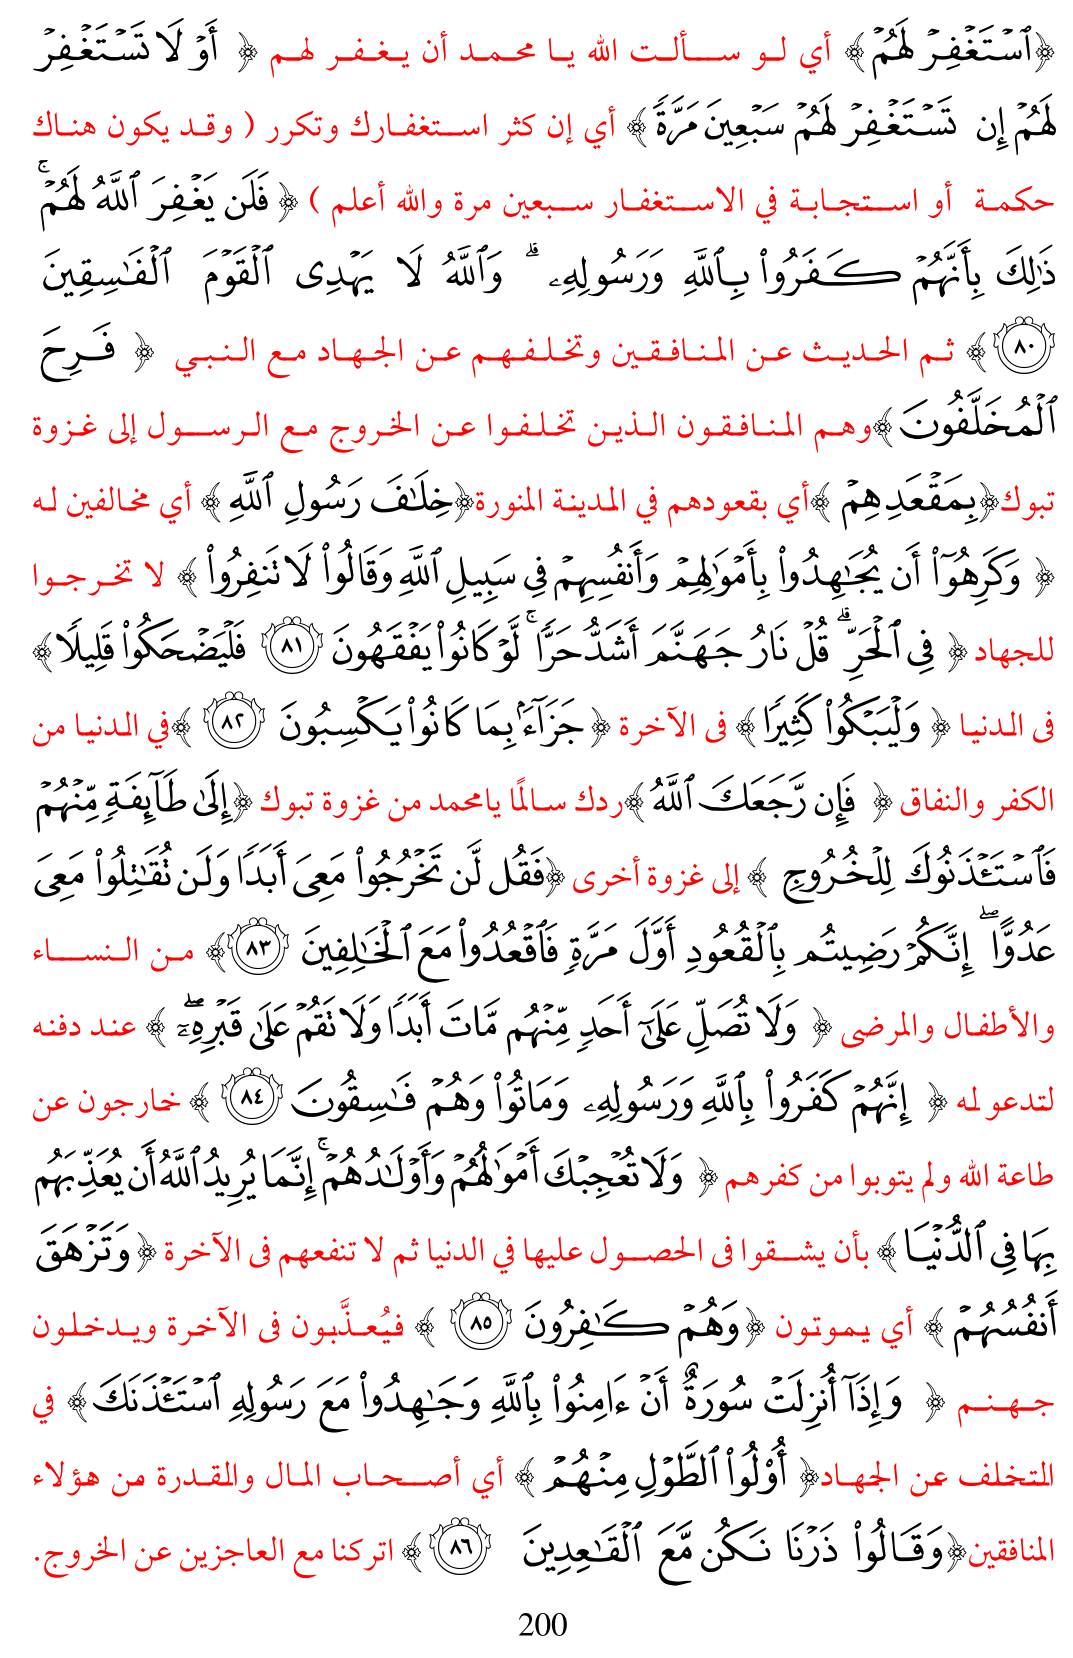 ﴿ٱسۡتَغۡفِرۡ لَهُمۡ﴾ أي لو سألت الله يا محمد أن يغفر لهم ﴿ أَوۡ لَا تَسۡتَغۡفِرۡ
لَهُمۡ إِن تَسۡتَغۡفِرۡ لَهُمۡ سَبۡعِينَ مَرَّةٗ ﴾ أي إن كثر استغفارك وتكرر ( وقد يكون هناك
حكمة أو استجابة في الاستغفار سبعين مرة والله أعلم ) ﴿ فَلَن يَغۡفِرَ ٱللَّهُ لَهُمۡۚ
ذَٰلِكَ بِأَنَّهُمۡ كَفَرُواْ بِٱللَّهِ وَرَسُولِهِۦۗ وَٱللَّهُ لَا يَهۡدِى ٱلۡقَوۡمَ ٱلۡفَٰسِقِينَ
٨٠ ﴾ ثم الحديث عن المنافقين وتخلفهم عن الجهاد مع النبي ﴿ فَرِحَ
ٱلۡمُخَلَّفُونَ ﴾وهم المنافقون الذين تخلفوا عن الخروج مع الرسول إلى غزوة
تبوك﴿بِمَقۡعَدِهِمۡ ﴾أي بقعودهم في المدينة المنورة﴿خِلَٰفَ رَسُولِ ٱللَّهِ ﴾ أي مخالفين له
﴿ وَكَرِهُوٓاْ أَن يُجَٰهِدُواْ بِأَمۡوَٰلِهِمۡ وَأَنفُسِهِمۡ فِى سَبِيلِ ٱللَّهِ وَقَالُواْ لَا تَنفِرُواْ ﴾ لا تخرجوا
للجهاد ﴿ فِى ٱلۡحَرِّۗ قُلۡ نَارُ جَهَنَّمَ أَشَدُّ حَرّٗاۚ لَّوۡ كَانُواْ يَفۡقَهُونَ ٨١ فَلۡيَضۡحَكُواْ قَلِيلٗا﴾
فى الدنيا ﴿ وَلۡيَبۡكُواْ كَثِيرٗا ﴾ فى الآخرة ﴿ جَزَآءَۢ بِمَا كَانُواْ يَكۡسِبُونَ ٨٢ ﴾في الدنيا من
الكفر والنفاق ﴿ فَإِن رَّجَعَكَ ٱللَّهُ ﴾ردك سالمًا يامحمد من غزوة تبوك ﴿إِلَىٰ طَآئِفَةٖ مِّنۡهُمۡ
فَٱسۡتَـٔۡذَنُوكَ لِلۡخُرُوجِ ﴾ إلى غزوة أخرى ﴿فَقُل لَّن تَخۡرُجُواْ مَعِىَ أَبَدٗا وَلَن تُقَٰتِلُواْ مَعِىَ
عَدُوًّاۖ إِنَّكُمۡ رَضِيتُم بِٱلۡقُعُودِ أَوَّلَ مَرَّةٖ فَٱقۡعُدُواْ مَعَ ٱلۡخَٰلِفِينَ ٨٣﴾ من النساء
والأطفال والمرضى ﴿ وَلَا تُصَلِّ عَلَىٰٓ أَحَدٖ مِّنۡهُم مَّاتَ أَبَدٗا وَلَا تَقُمۡ عَلَىٰ قَبۡرِهِۦٓۖ ﴾ عند دفنه
لتدعو له ﴿ إِنَّهُمۡ كَفَرُواْ بِٱللَّهِ وَرَسُولِهِۦ وَمَاتُواْ وَهُمۡ فَٰسِقُونَ ٨٤ ﴾ خارجون عن
طاعة الله ولم يتوبوا من كفرهم ﴿ وَلَا تُعۡجِبۡكَ أَمۡوَٰلُهُمۡ وَأَوۡلَٰدُهُمۡۚ إِنَّمَا يُرِيدُ ٱللَّهُ أَن يُعَذِّبَهُم
بِهَا فِى ٱلدُّنۡيَا ﴾ بأن يشقوا فى الحصول عليها في الدنيا ثم لا تنفعهم فى الآخرة ﴿وَتَزۡهَقَ
أَنفُسُهُمۡ ﴾ أي يموتون ﴿وَهُمۡ كَٰفِرُونَ ٨٥ ﴾ فيُعذَّبون فى الآخرة ويدخلون
جهنم ﴿ وَإِذَآ أُنزِلَتۡ سُورَةٌ أَنۡ ءَامِنُواْ بِٱللَّهِ وَجَٰهِدُواْ مَعَ رَسُولِهِ ٱسۡتَـٔۡذَنَكَ ﴾ في
التخلف عن الجهاد﴿ أُوْلُواْ ٱلطَّوۡلِ مِنۡهُمۡ ﴾ أي أصحاب المال والقدرة من هؤلاء
المنافقين﴿وَقَالُواْ ذَرۡنَا نَكُن مَّعَ ٱلۡقَٰعِدِينَ ٨٦ ﴾ اتركنا مع العاجزين عن الخروج.
200